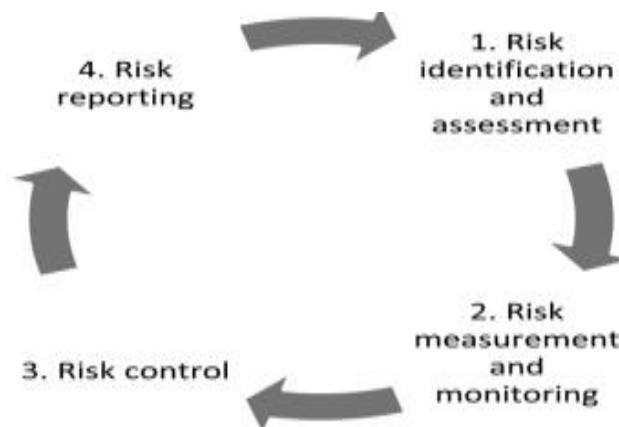 1. Risk
identification
and
assessment
2. Risk
measurement
and
monitoring
3. Risk control
4. Risk
reporting